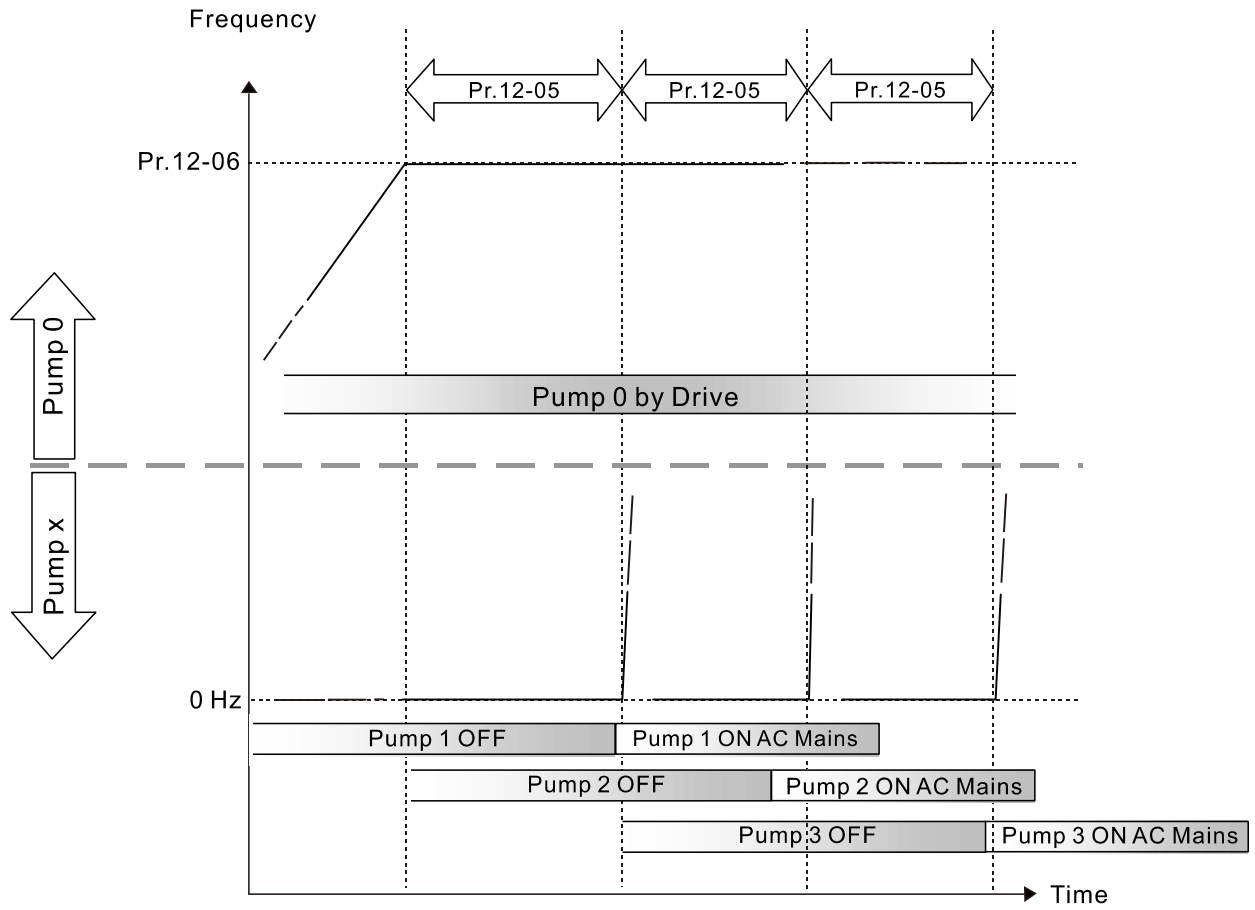 Frequency
Pr.12-05
Pr.12-05
Pr.12-05
Pr.12-06
Pump 0
Pump 0 by Drive
Pump x
0 Hz
Pump 1 OFF
Pump 1 ON AC Mains
Pump 2 OFF
Pump 2 ON AC Mains
Pump 3 OFF
Pump 3 ON AC Mains
Time